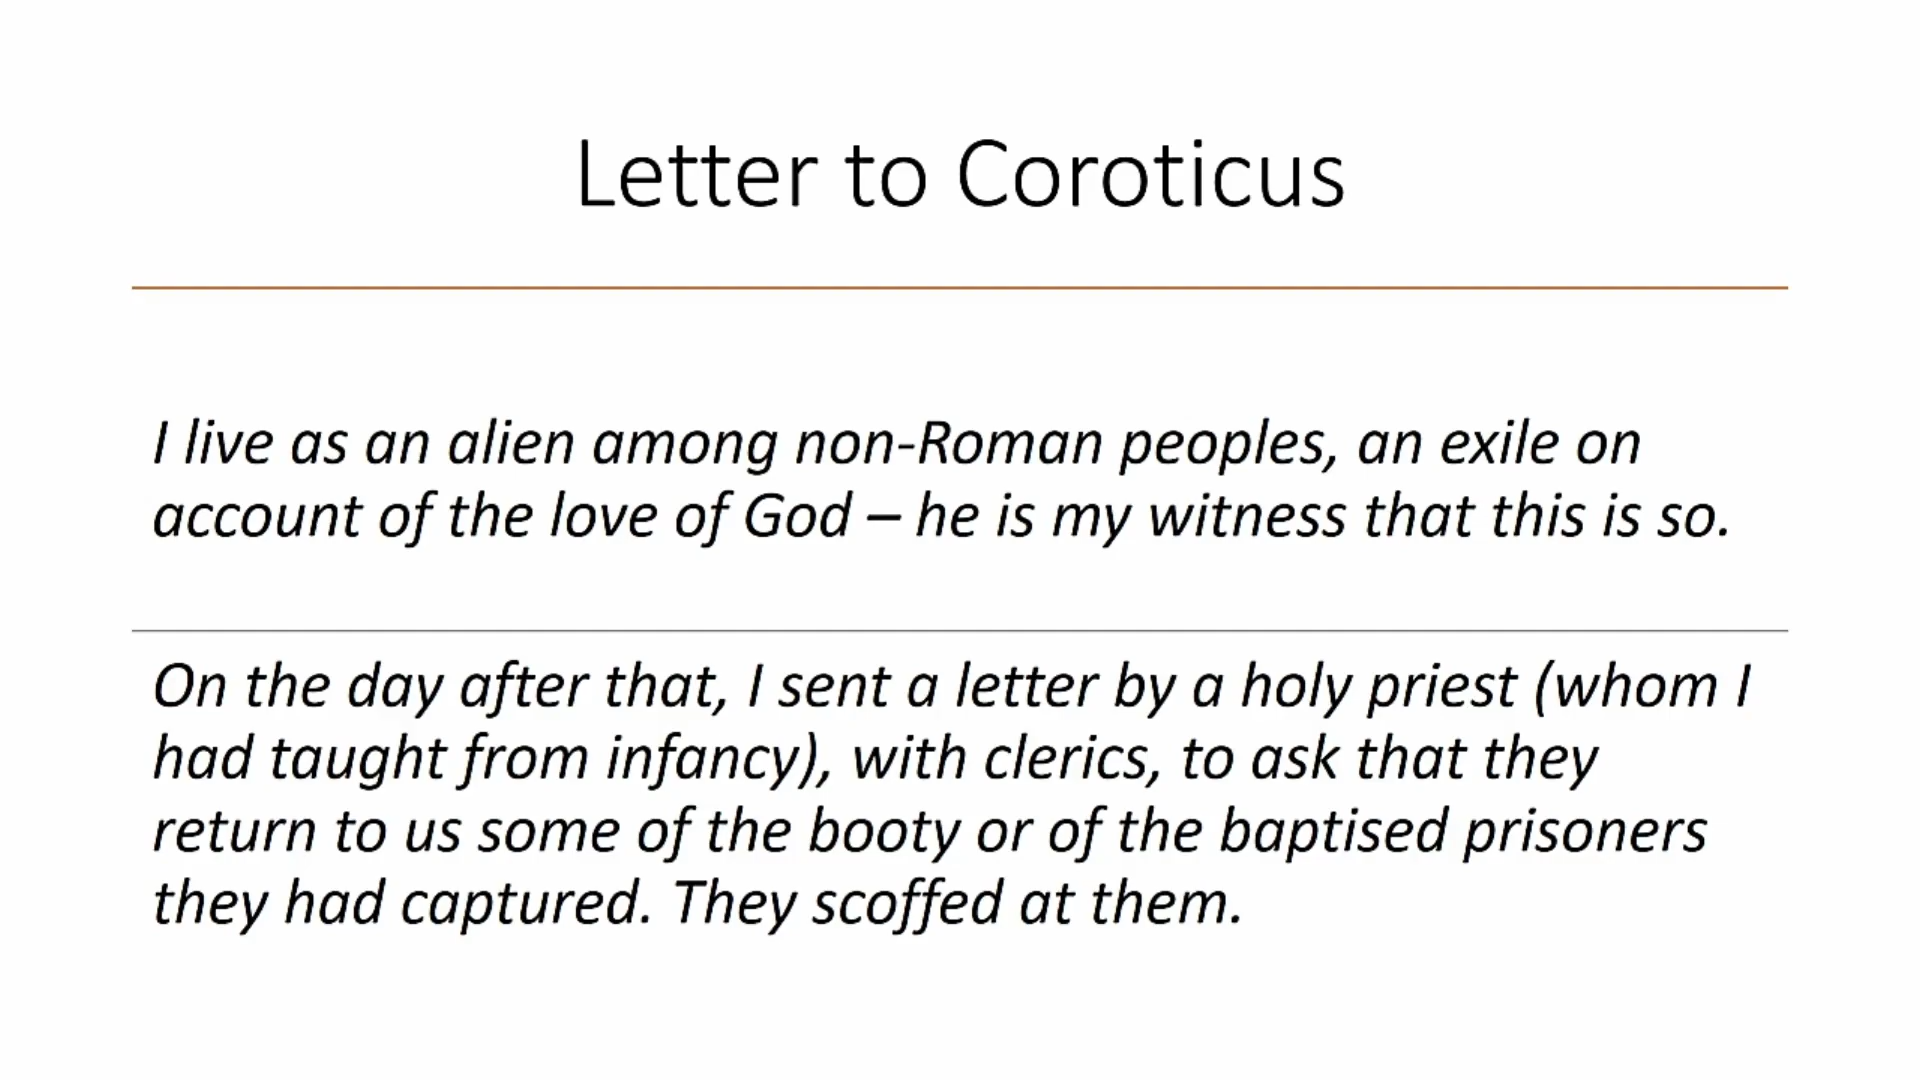 Letter to Coroticus
I live as an alien among non-Roman peoples, an exile on
account of the love of God – he is my witness that this is so.
On the day after that, I sent a letter by a holy priest (whom I
had taught from infancy), with clerics, to ask that they
return to us some of the booty or of the baptised prisoners
they had captured. They scoffed at them.